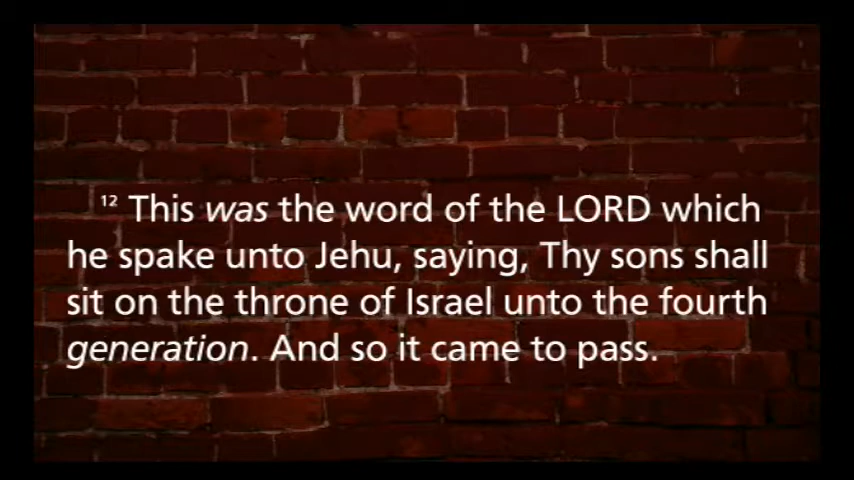 ¹² This was the word of the LORD which
he spake unto Jehu, saying, Thy sons shall
sit on the throne of Israel unto the fourth
generation. And so it came to pass.